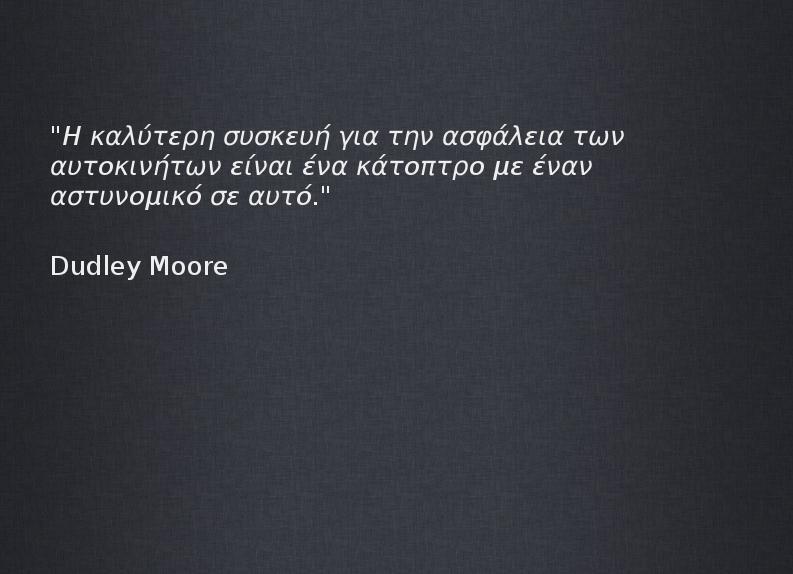 "Η καλύτερη συσκευή για την ασφάλεια των
αυτοκινήτων είναι ένα κάτοπτρο με έναν
αστυνομικό σε αυτό."
Dudley Moore